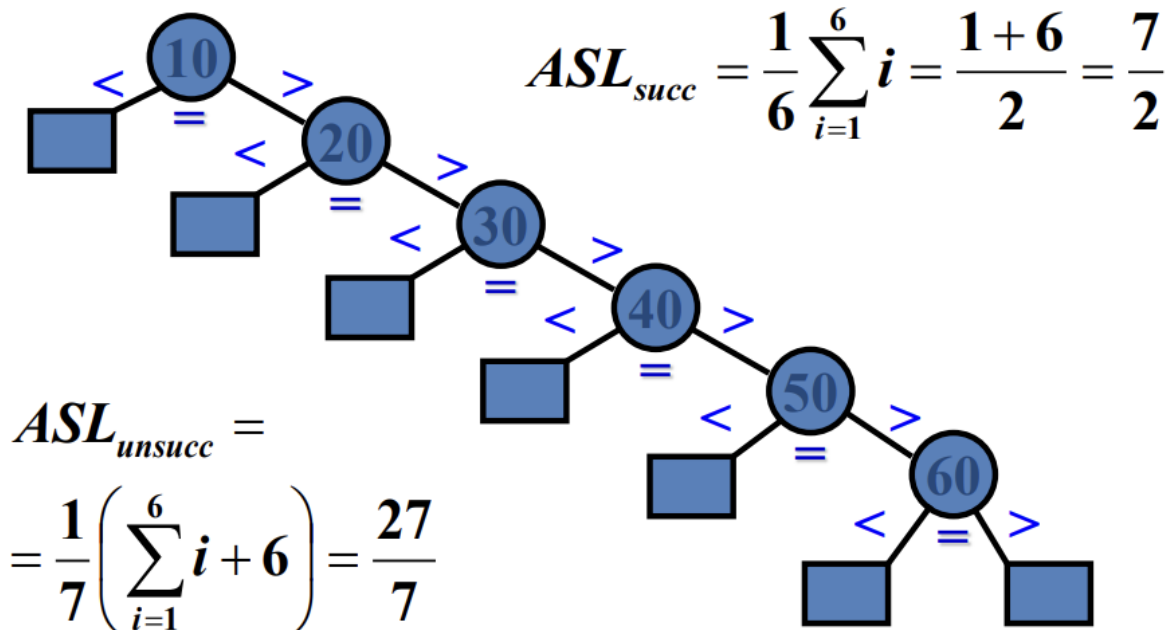 ASL_succ = 1/6 ∑_{i=1}^{6} i = (1 + 6)/2 = 7/2
10
< = >
20
< = >
30
< = >
40
< = >
50
< = >
60
< = >
ASL_unsucc =
= 1/7 ( ∑_{i=1}^{6} i + 6 ) = 27/7